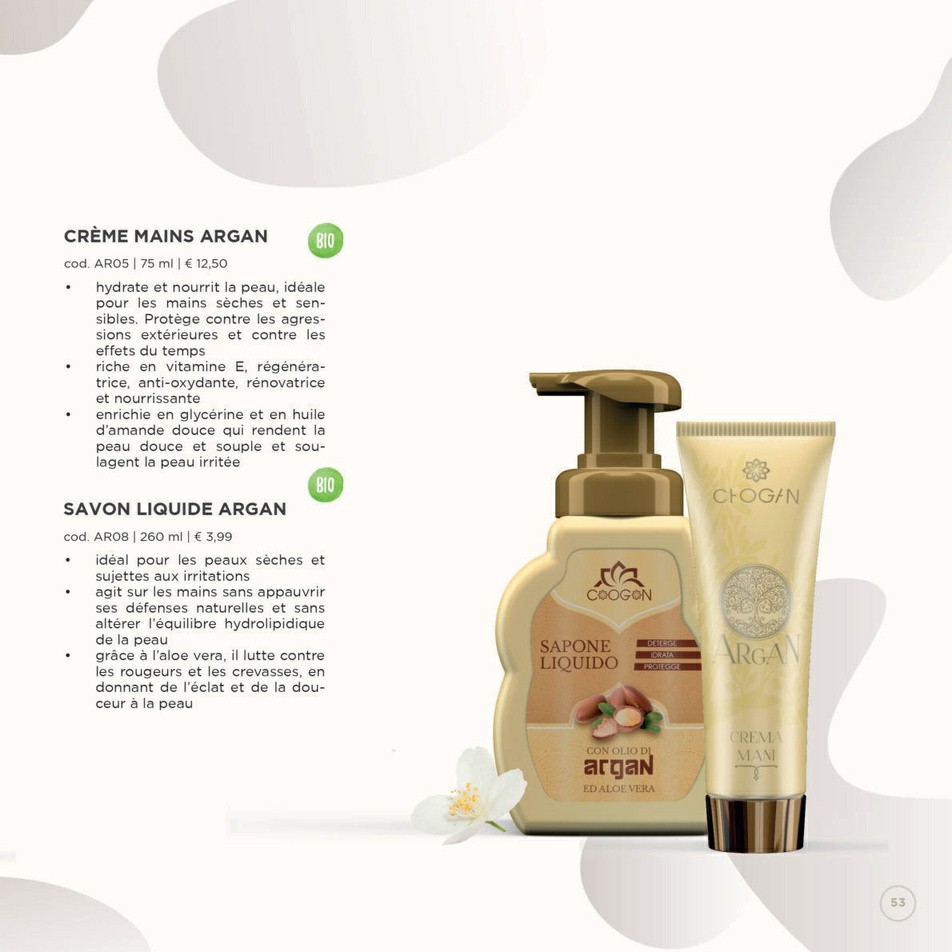 CRÈME MAINS ARGAN
BIO
cod. AR05 | 75 ml | € 12,50
• hydrate et nourrit la peau, idéale
pour les mains sèches et sen-
sibles. Protège contre les agres-
sions extérieures et contre les
effets du temps
• riche en vitamine E, régénéra-
trice, anti-oxydante, rénovatrice
et nourrissante
• enrichie en glycérine et en huile
d'amande douce qui rendent la
peau douce et souple et sou-
lagent la peau irritée
BIO
SAVON LIQUIDE ARGAN
cod. AR08 | 260 ml | € 3,99
• idéal pour les peaux sèches et
sujettes aux irritations
• agit sur les mains sans appauvrir
ses défenses naturelles et sans
altérer l'équilibre hydrolipidique
de la peau
• grâce à l'aloe vera, il lutte contre
les rougeurs et les crevasses, en
donnant de l'éclat et de la dou-
ceur à la peau
CHOGAN
SAPONE
LIQUIDO
DETERGE
IDRATA
PROTEGGE
CON OLIO DI
argan
ED ALOE VERA
CHOGAN
ARGAN
CREMA
MANI
53